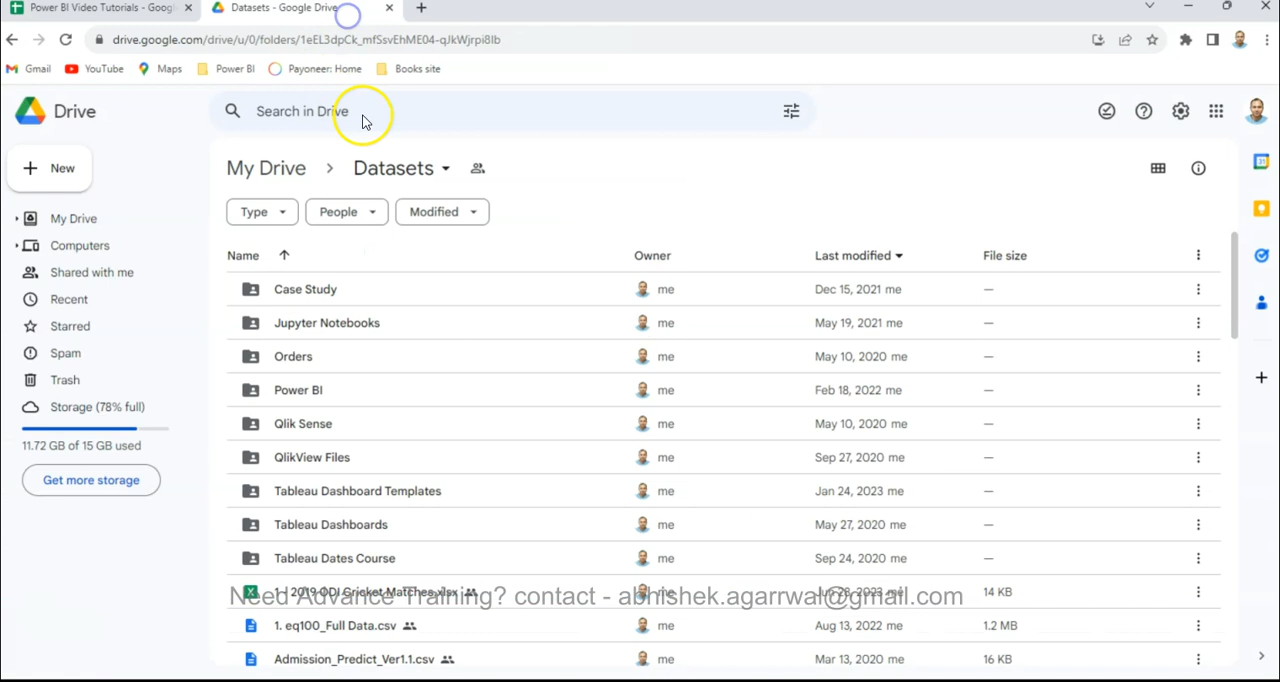 Power BI Video Tutorials - Googl
Datasets - Google Drive
drive.google.com/drive/u/0/folders/1eEL3dpCk_mfSsvEhME04-qJkWjrpi8Ib
Gmail YouTube Maps Power BI Payoneer: Home Books site
Drive
Search in Drive
New
My Drive
Computers
Shared with me
Recent
Starred
Spam
Trash
Storage (78% full)
11.72 GB of 15 GB used
Get more storage
My Drive > Datasets
Type People Modified
Name Owner Last modified File size
Case Study me Dec 15, 2021 me —
Jupyter Notebooks me May 19, 2021 me —
Orders me May 10, 2020 me —
Power BI me Feb 18, 2022 me —
Qlik Sense me May 10, 2020 me —
QlikView Files me Sep 27, 2020 me —
Tableau Dashboard Templates me Jan 24, 2023 me —
Tableau Dashboards me May 27, 2020 me —
Tableau Dates Course me Sep 24, 2020 me —
2019 ODI Cricket Matches.xlsx me Jun 28, 2023 me 14 KB
Need Advance Training? contact - abhishek.agarrwal@gmail.com
1. eq100_Full Data.csv me Aug 13, 2022 me 1.2 MB
Admission_Predict_Ver1.1.csv me Mar 13, 2020 me 16 KB
31